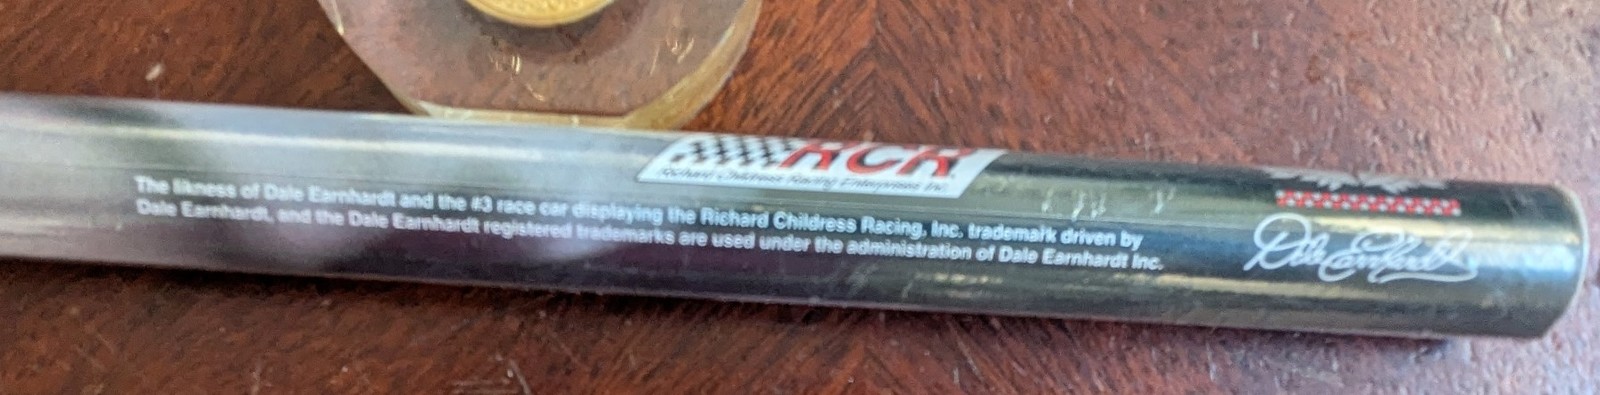 RCR
Richard Childress Racing Enterprises Inc.
The likness of Dale Earnhardt and the #3 race car displaying the Richard Childress Racing, Inc. trademark driven by
Dale Earnhardt, and the Dale Earnhardt registered trademarks are used under the administration of Dale Earnhardt Inc.
Dale Earnhardt